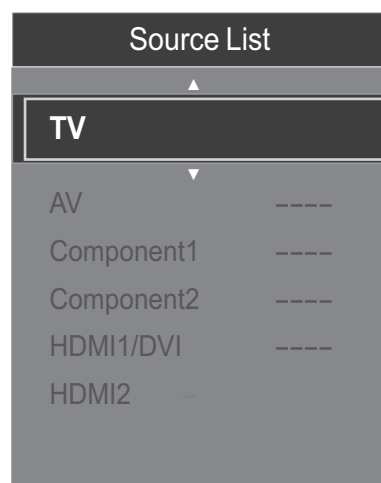 Source List
▲
TV
▼
AV ----
Component1 ----
Component2 ----
HDMI1/DVI ----
HDMI2 -